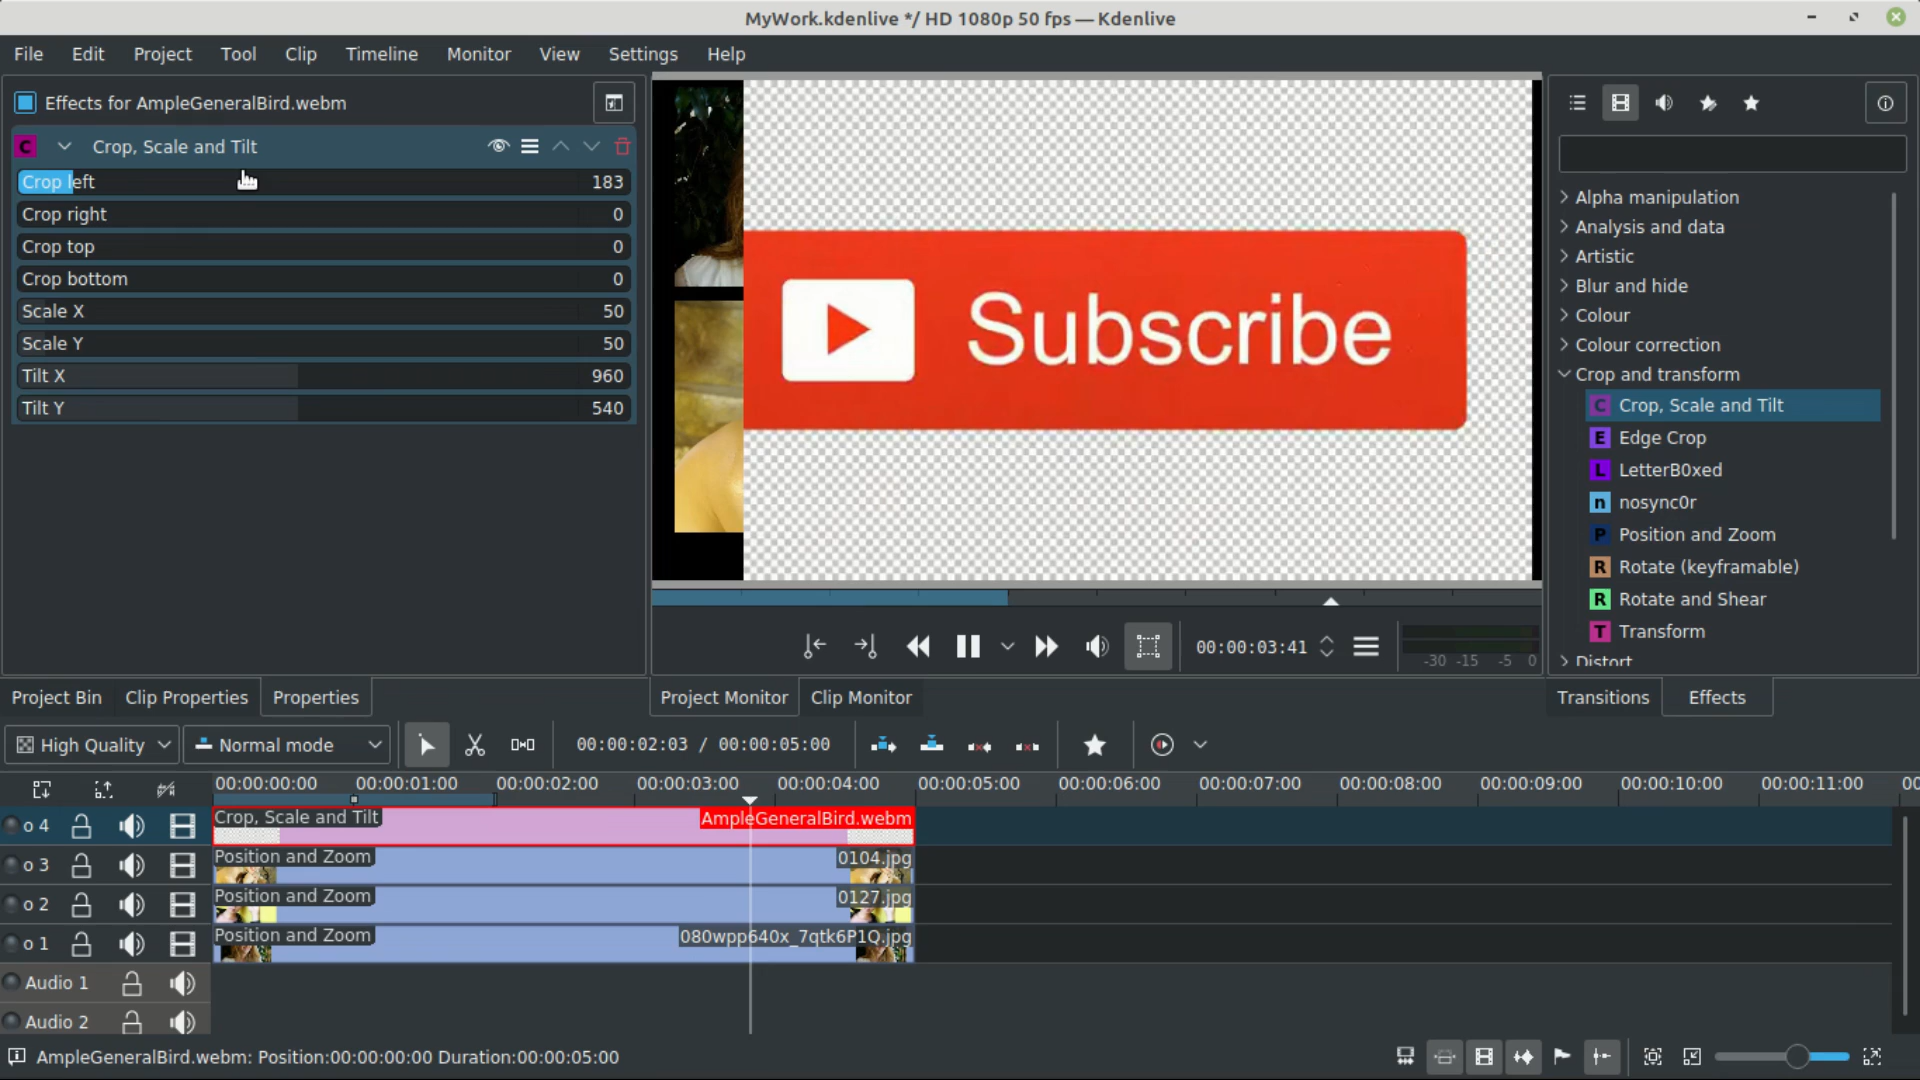 MyWork.kdenlive */ HD 1080p 50 fps — Kdenlive
File Edit Project Tool Clip Timeline Monitor View Settings Help
Effects for AmpleGeneralBird.webm
C Crop, Scale and Tilt
Crop left 183
Crop right 0
Crop top 0
Crop bottom 0
Scale X 50
Scale Y 50
Tilt X 960
Tilt Y 540
Subscribe
00:00:03:41
-30 -15 -5 0
Alpha manipulation
Analysis and data
Artistic
Blur and hide
Colour
Colour correction
Crop and transform
C Crop, Scale and Tilt
E Edge Crop
L LetterB0xed
n nosync0r
P Position and Zoom
R Rotate (keyframable)
R Rotate and Shear
T Transform
Distort
Project Bin Clip Properties Properties
Project Monitor Clip Monitor
Transitions Effects
High Quality Normal mode 00:00:02:03 / 00:00:05:00
00:00:00:00 00:00:01:00 00:00:02:00 00:00:03:00 00:00:04:00 00:00:05:00 00:00:06:00 00:00:07:00 00:00:08:00 00:00:09:00 00:00:10:00 00:00:11:00 00
o 4 Crop, Scale and Tilt AmpleGeneralBird.webm
o 3 Position and Zoom 0104.jpg
o 2 Position and Zoom 0127.jpg
o 1 Position and Zoom 080wpp640x_7qtk6P1Q.jpg
Audio 1
Audio 2
AmpleGeneralBird.webm: Position:00:00:00:00 Duration:00:00:05:00